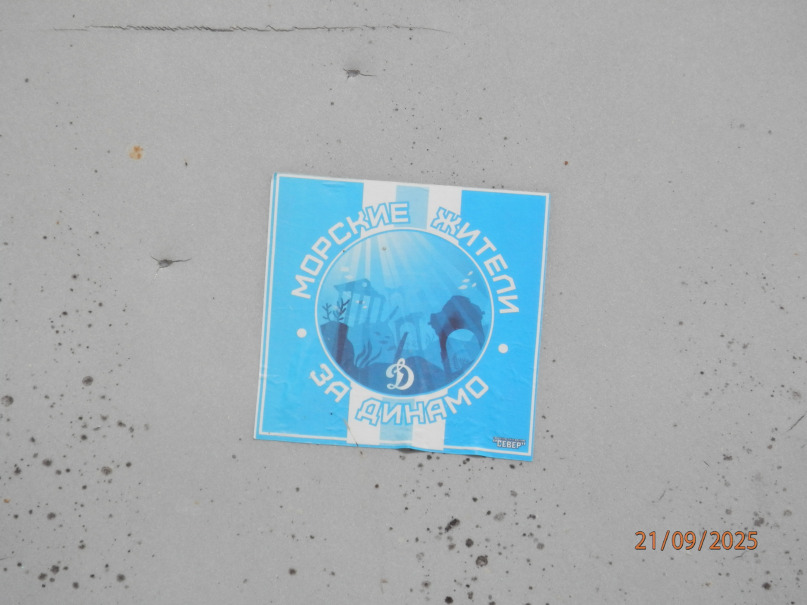 МОРСКИЕ ЖИТЕЛИ
ЗА ДИНАМО
Д
"СЕВЕР"
21/09/2025